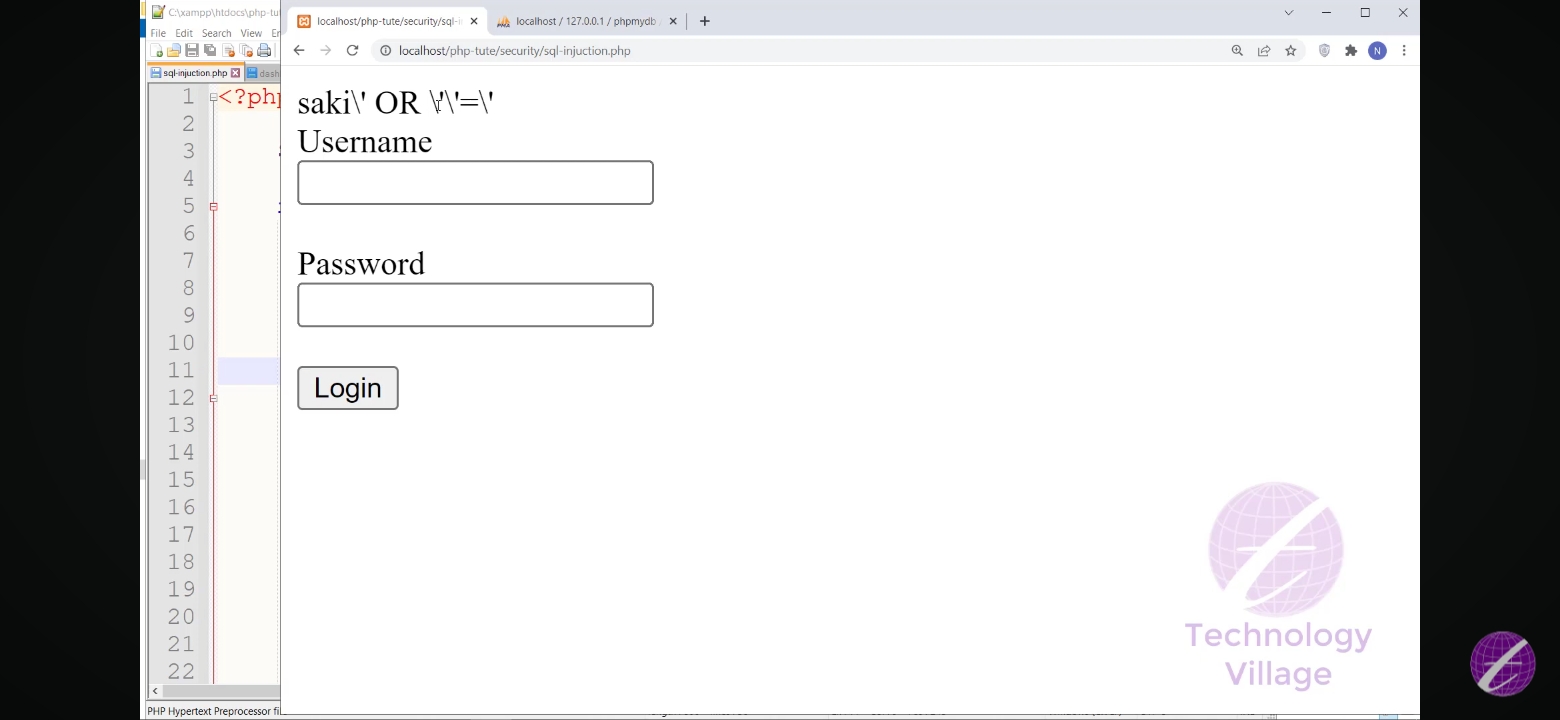 C:\xampp\htdocs\php-tu
localhost/php-tute/security/sql-i
localhost / 127.0.0.1 / phpmydb
File Edit Search View
localhost/php-tute/security/sql-injuction.php
N
sql-injuction.php
dash
1 <?php
2
3
4
5
6
7
8
9
10
11
12
13
14
15
16
17
18
19
20
21
22
saki\' OR \'\'=\'
Username
Password
Login
Technology
Village
PHP Hypertext Preprocessor fi